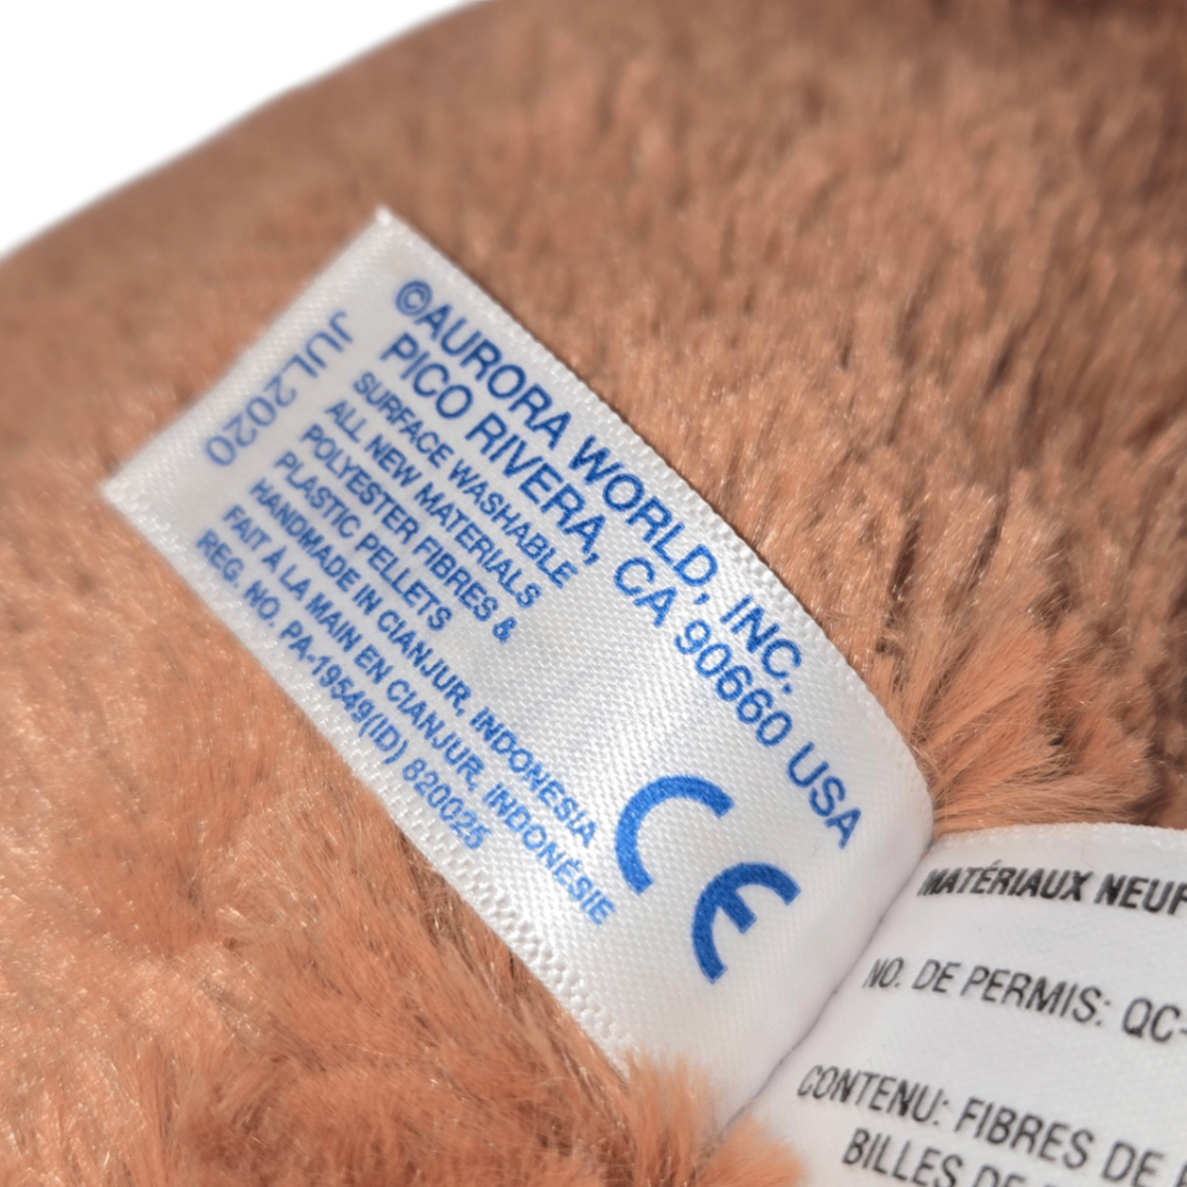 ©AURORA WORLD, INC.
PICO RIVERA, CA 90660 USA
SURFACE WASHABLE
ALL NEW MATERIALS
POLYESTER FIBRES &
PLASTIC PELLETS
HANDMADE IN CIANJUR, INDONESIA
FAIT À LA MAIN EN CIANJUR, INDONÉSIE
REG. NO. PA-19549(ID) 820025
JUL2020
CE
MATÉRIAUX NEUF
NO. DE PERMIS: QC-
CONTENU: FIBRES DE
BILLES DE